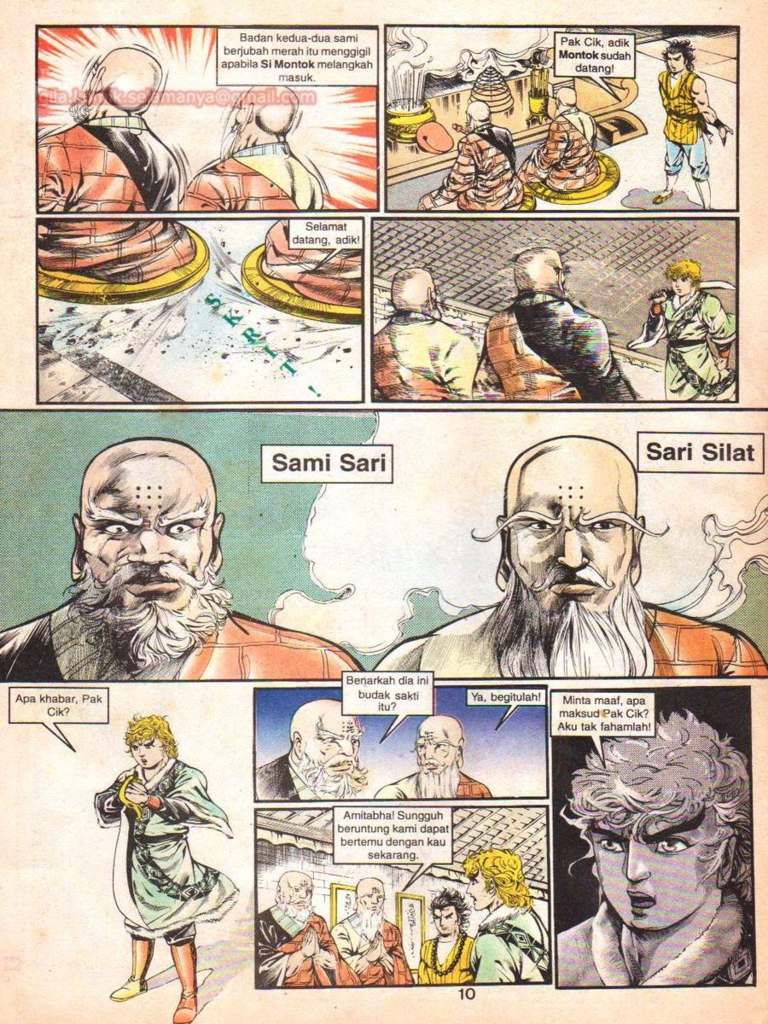 Badan kedua-dua sami
berjubah merah itu menggigil
apabila Si Montok melangkah
masuk.
Pak Cik, adik
Montok sudah
datang!
Selamat
datang, adik!
SKRIT!
Sami Sari
Sari Silat
Apa khabar, Pak
Cik?
Benarkah dia ini
budak sakti
itu?
Ya, begitulah!
Amitabha! Sungguh
beruntung kami dapat
bertemu dengan kau
sekarang.
Minta maaf, apa
maksud Pak Cik?
Aku tak fahamlah!
10